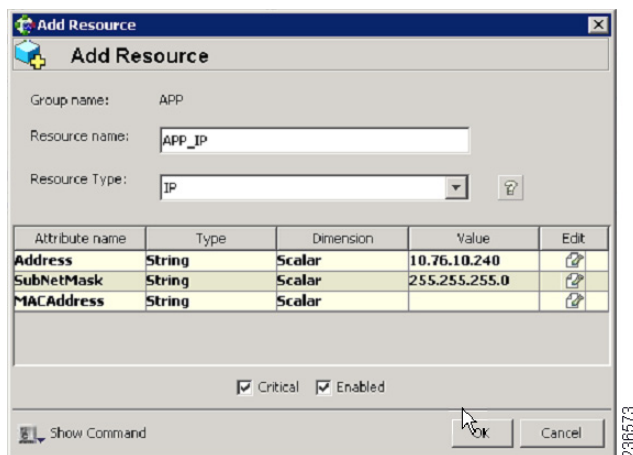 Add Resource
Add Resource
Group name: APP
Resource name: APP_IP
Resource Type: IP
Attribute name Type Dimension Value Edit
Address String Scalar 10.76.10.240
SubNetMask String Scalar 255.255.255.0
MACAddress String Scalar
Critical Enabled
Show Command OK Cancel
236573